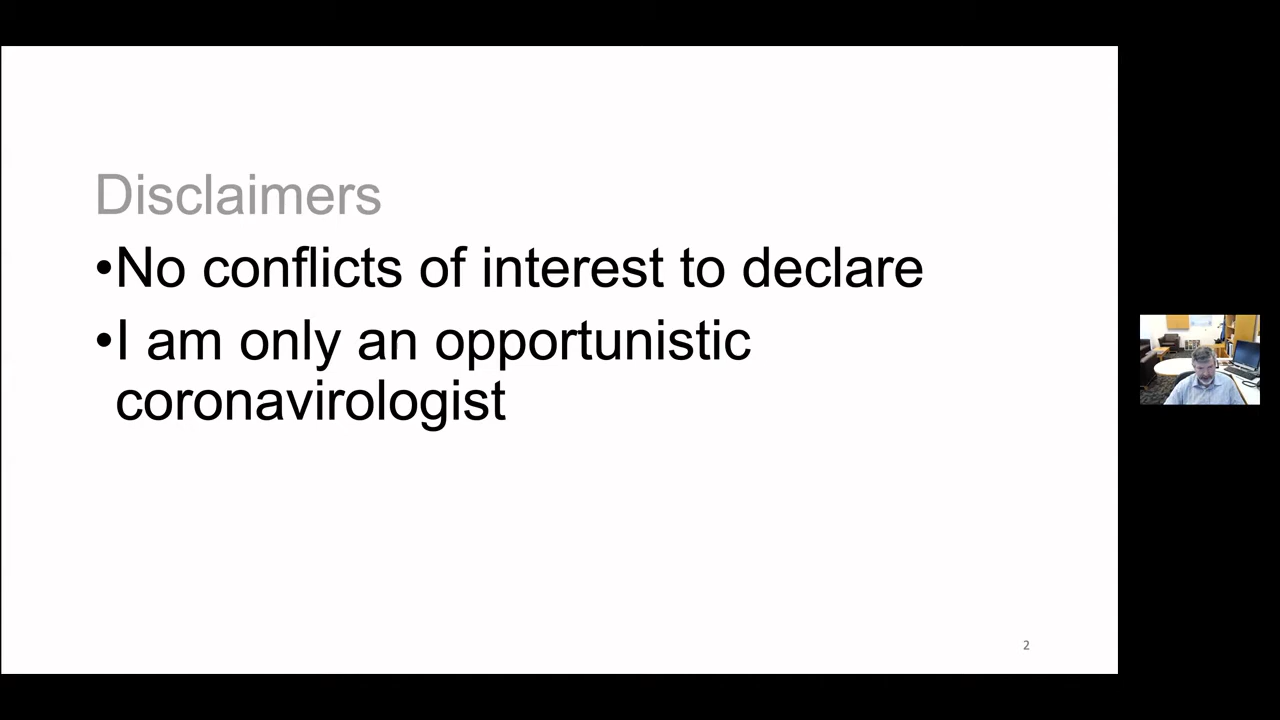 Disclaimers
•No conflicts of interest to declare
•I am only an opportunistic
coronavirologist
2